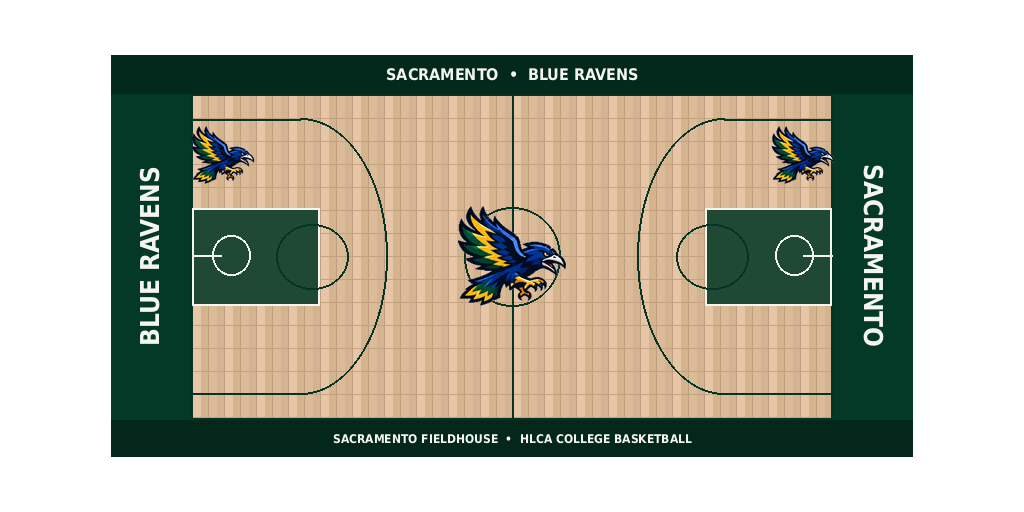 SACRAMENTO • BLUE RAVENS
BLUE RAVENS
SACRAMENTO
SACRAMENTO FIELDHOUSE • HLCA COLLEGE BASKETBALL